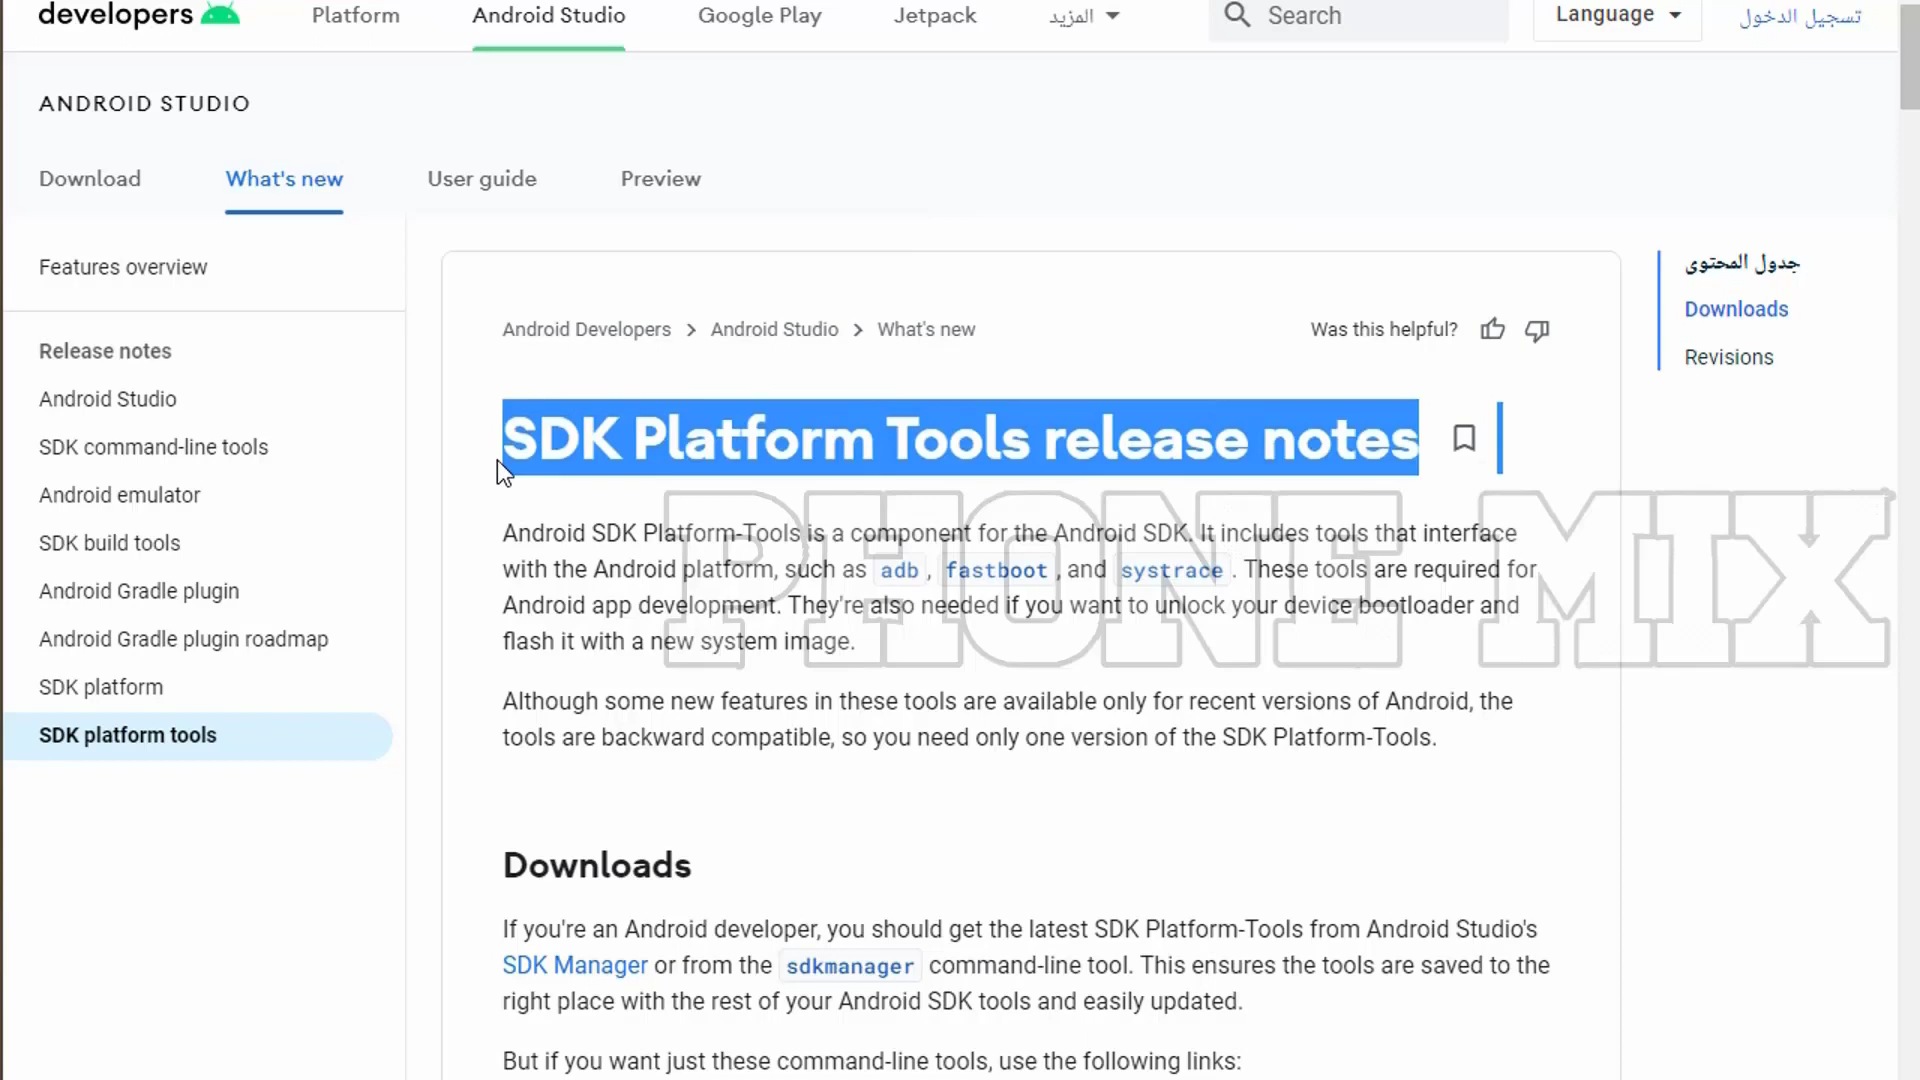 developers
Platform
Android Studio
Google Play
Jetpack
المزيد
Search
Language
تسجيل الدخول
ANDROID STUDIO
Download
What's new
User guide
Preview
Features overview
Release notes
Android Studio
SDK command-line tools
Android emulator
SDK build tools
Android Gradle plugin
Android Gradle plugin roadmap
SDK platform
SDK platform tools
Android Developers > Android Studio > What's new
Was this helpful?
SDK Platform Tools release notes
PHONE MIX
Android SDK Platform-Tools is a component for the Android SDK. It includes tools that interface
with the Android platform, such as adb, fastboot, and systrace. These tools are required for
Android app development. They're also needed if you want to unlock your device bootloader and
flash it with a new system image.
Although some new features in these tools are available only for recent versions of Android, the
tools are backward compatible, so you need only one version of the SDK Platform-Tools.
Downloads
If you're an Android developer, you should get the latest SDK Platform-Tools from Android Studio's
SDK Manager or from the sdkmanager command-line tool. This ensures the tools are saved to the
right place with the rest of your Android SDK tools and easily updated.
But if you want just these command-line tools, use the following links:
جدول المحتوى
Downloads
Revisions